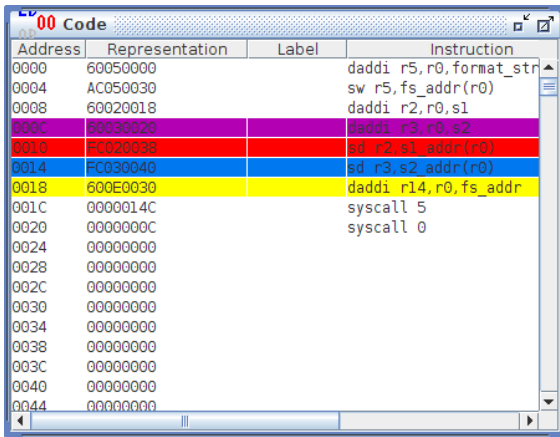 00 Code
Address Representation Label Instruction
0000 60050000 daddi r5,r0,format_str
0004 AC050030 sw r5,fs_addr(r0)
0008 60020018 daddi r2,r0,s1
000C 60030020 daddi r3,r0,s2
0010 FC020038 sd r2,s1_addr(r0)
0014 FC030040 sd r3,s2_addr(r0)
0018 600E0030 daddi r14,r0,fs_addr
001C 0000014C syscall 5
0020 0000000C syscall 0
0024 00000000
0028 00000000
002C 00000000
0030 00000000
0034 00000000
0038 00000000
003C 00000000
0040 00000000
0044 00000000